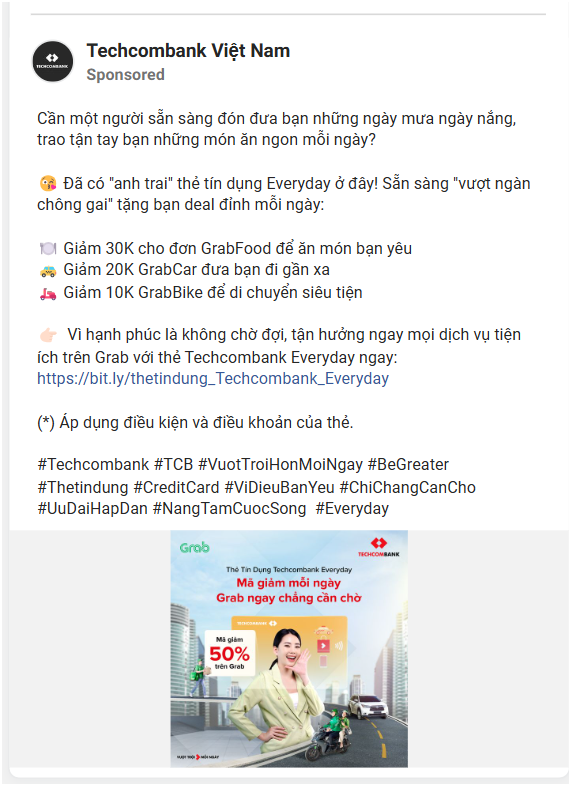 TECHCOMBANK
Techcombank Việt Nam
Sponsored
Cần một người sẵn sàng đón đưa bạn những ngày mưa ngày nắng,
trao tận tay bạn những món ăn ngon mỗi ngày?
😘 Đã có "anh trai" thẻ tín dụng Everyday ở đây! Sẵn sàng "vượt ngàn
chông gai" tặng bạn deal đỉnh mỗi ngày:
🍽️ Giảm 30K cho đơn GrabFood để ăn món bạn yêu
🚕 Giảm 20K GrabCar đưa bạn đi gần xa
🛵 Giảm 10K GrabBike để di chuyển siêu tiện
👉🏻 Vì hạnh phúc là không chờ đợi, tận hưởng ngay mọi dịch vụ tiện
ích trên Grab với thẻ Techcombank Everyday ngay:
https://bit.ly/thetindung_Techcombank_Everyday
(*) Áp dụng điều kiện và điều khoản của thẻ.
#Techcombank #TCB #VuotTroiHonMoiNgay #BeGreater
#Thetindung #CreditCard #ViDieuBanYeu #ChiChangCanCho
#UuDaiHapDan #NangTamCuocSong #Everyday
Grab
TECHCOMBANK
Thẻ Tín Dụng Techcombank Everyday
Mã giảm mỗi ngày
Grab ngay chẳng cần chờ
TECHCOMBANK
Mã giảm
50%
trên Grab
VƯỢT TRỘI HƠN MỖI NGÀY